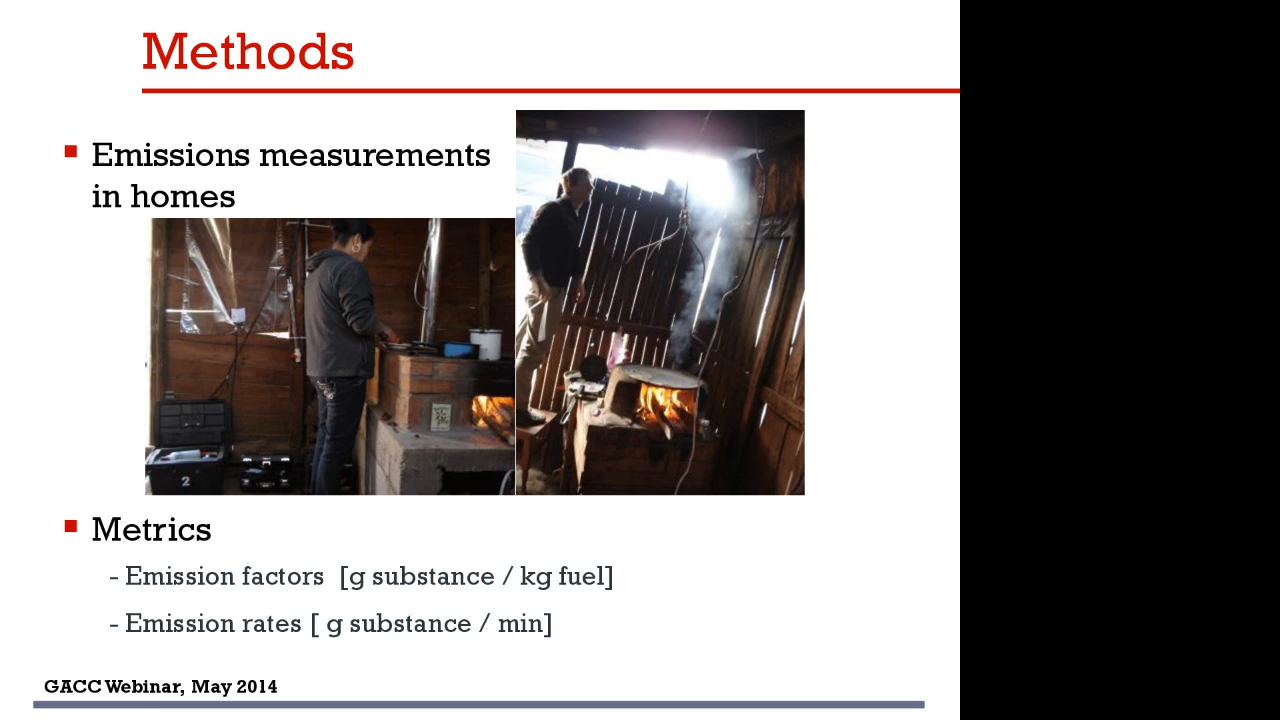 Methods
Emissions measurements
in homes
2
Metrics
- Emission factors [g substance / kg fuel]
- Emission rates [ g substance / min]
GACC Webinar, May 2014